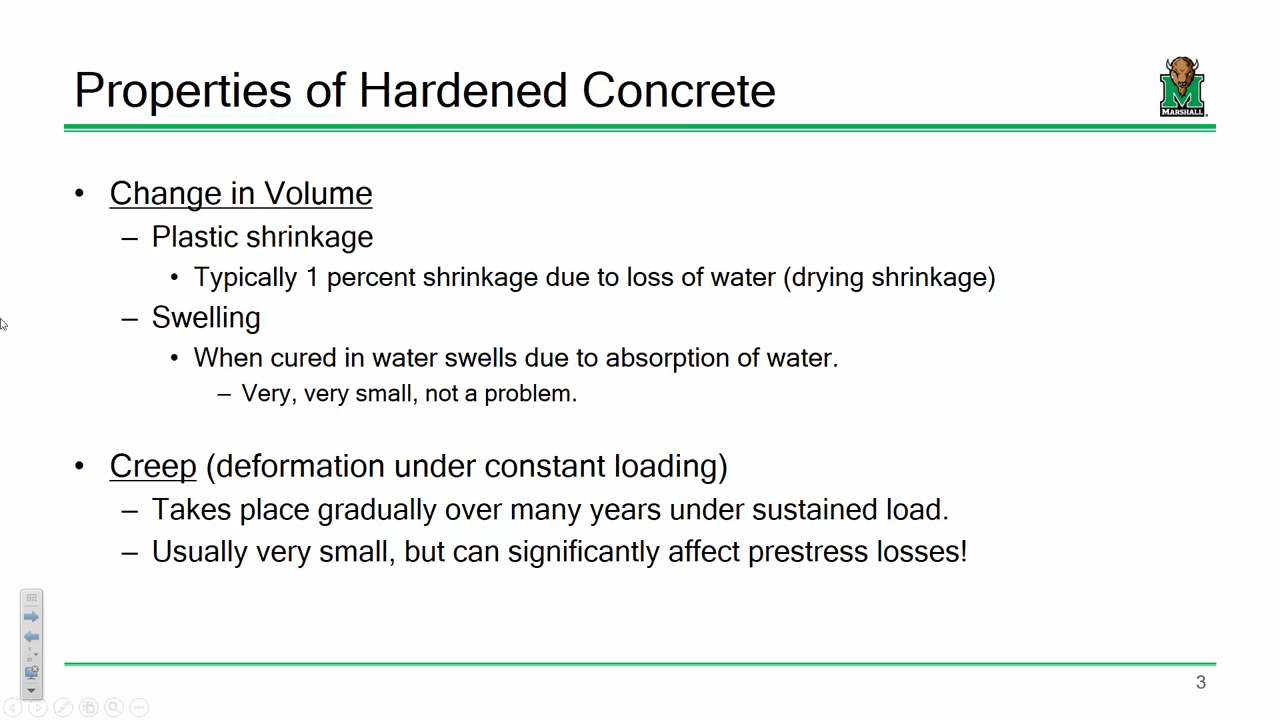 Properties of Hardened Concrete
MARSHALL
• Change in Volume
– Plastic shrinkage
• Typically 1 percent shrinkage due to loss of water (drying shrinkage)
– Swelling
• When cured in water swells due to absorption of water.
– Very, very small, not a problem.
• Creep (deformation under constant loading)
– Takes place gradually over many years under sustained load.
– Usually very small, but can significantly affect prestress losses!
3